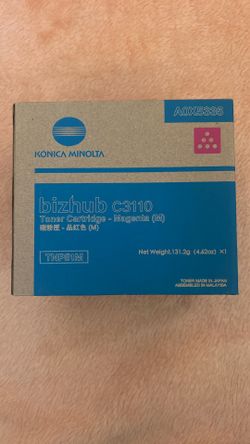 A0X5336
KONICA MINOLTA
bizhub C3110
Toner Cartridge - Magenta (M)
碳粉匣 - 品紅色 (M)
Net Weight.131.2g (4.62oz) ×1
TNP51M
TONER MADE IN JAPAN
ASSEMBLED IN MALAYSIA